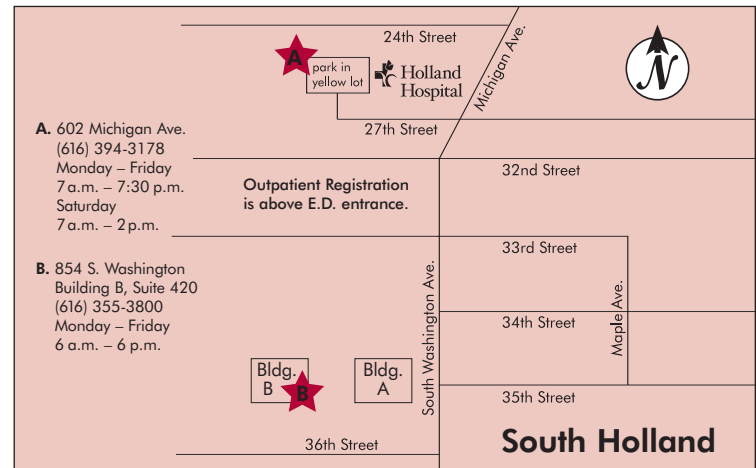 24th Street
A
park in
yellow lot
Holland
Hospital
Michigan Ave.
N
27th Street
A. 602 Michigan Ave.
(616) 394-3178
Monday – Friday
7 a.m. – 7:30 p.m.
Saturday
7 a.m. – 2 p.m.
32nd Street
Outpatient Registration
is above E.D. entrance.
33rd Street
B. 854 S. Washington
Building B, Suite 420
(616) 355-3800
Monday – Friday
6 a.m. – 6 p.m.
South Washington Ave.
Maple Ave.
34th Street
Bldg.
B
B
Bldg.
A
35th Street
36th Street
South Holland